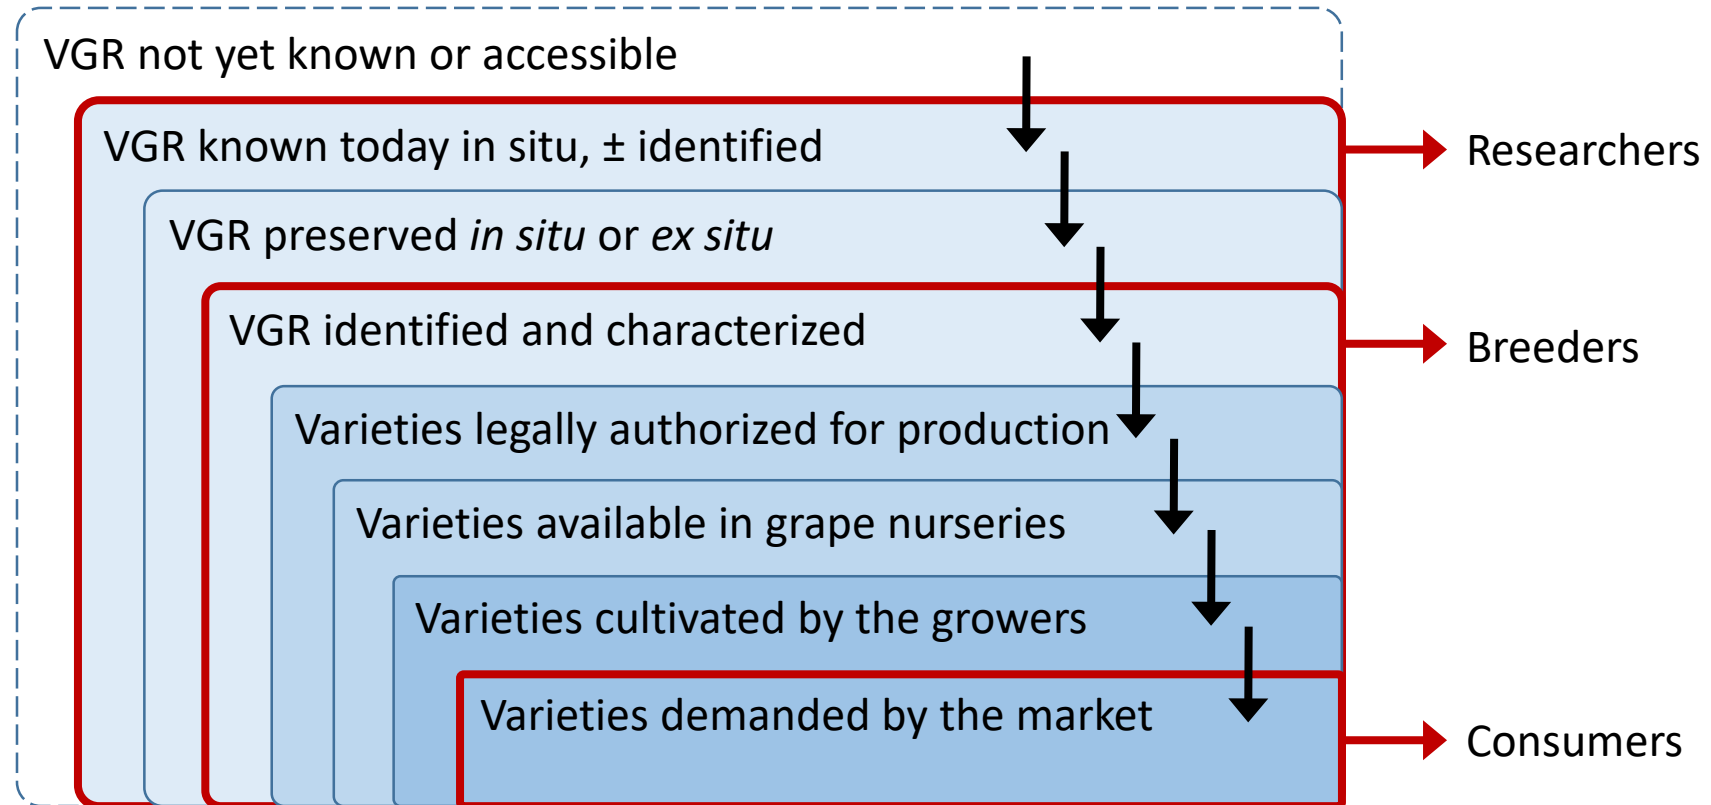 VGR not yet known or accessible
VGR known today in situ, ± identified
Researchers
VGR preserved in situ or ex situ
VGR identified and characterized
Breeders
Varieties legally authorized for production
Varieties available in grape nurseries
Varieties cultivated by the growers
Varieties demanded by the market
Consumers